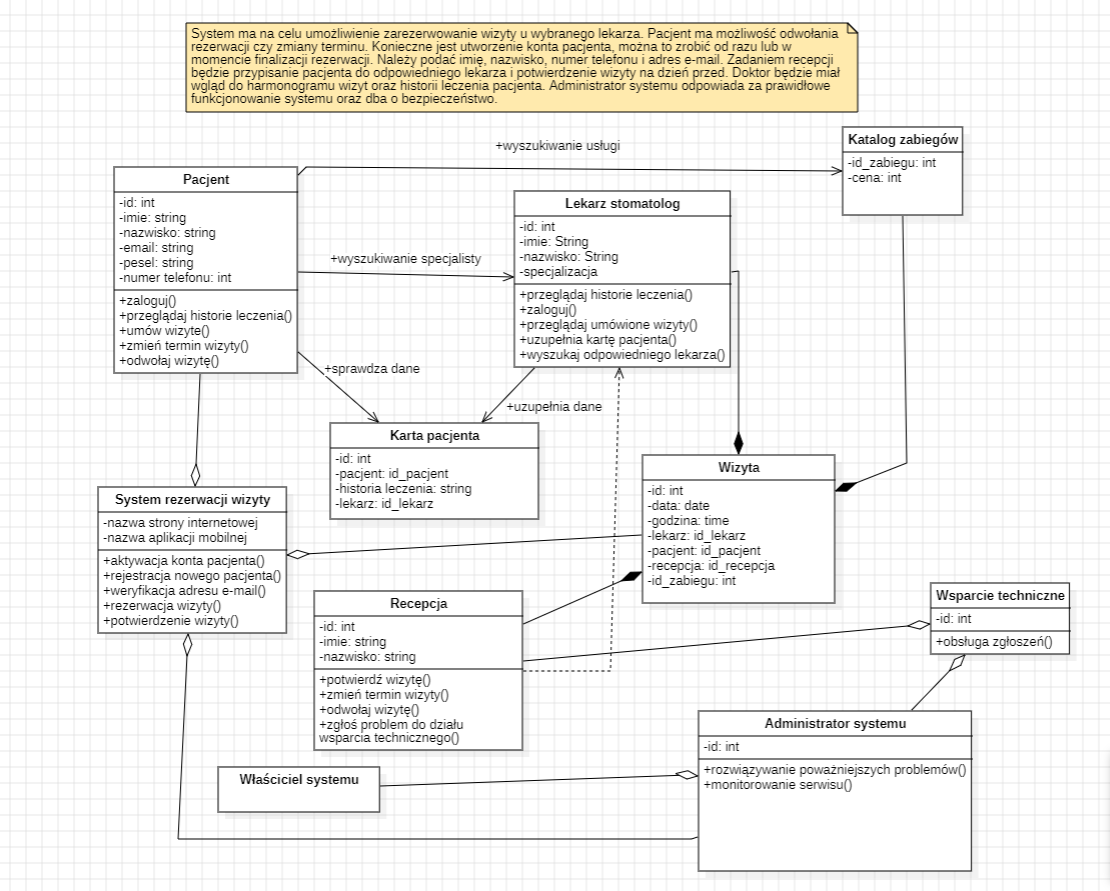 System ma na celu umożliwienie zarezerwowanie wizyty u wybranego lekarza. Pacjent ma możliwość odwołania
rezerwacji czy zmiany terminu. Konieczne jest utworzenie konta pacjenta, można to zrobić od razu lub w
momencie finalizacji rezerwacji. Należy podać imię, nazwisko, numer telefonu i adres e-mail. Zadaniem recepcji
będzie przypisanie pacjenta do odpowiedniego lekarza i potwierdzenie wizyty na dzień przed. Doktor będzie miał
wgląd do harmonogramu wizyt oraz historii leczenia pacjenta. Administrator systemu odpowiada za prawidłowe
funkcjonowanie systemu oraz dba o bezpieczeństwo.
+wyszukiwanie usługi
Katalog zabiegów
-id_zabiegu: int
-cena: int
Pacjent
-id: int
-imie: string
-nazwisko: string
-email: string
-pesel: string
-numer telefonu: int
+zaloguj()
+przeglądaj historie leczenia()
+umów wizyte()
+zmień termin wizyty()
+odwołaj wizytę()
+wyszukiwanie specjalisty
Lekarz stomatolog
-id: int
-imie: String
-nazwisko: String
-specjalizacja
+przeglądaj historie leczenia()
+zaloguj()
+przeglądaj umówione wizyty()
+uzupełnia kartę pacjenta()
+wyszukaj odpowiedniego lekarza()
+sprawdza dane
+uzupełnia dane
Karta pacjenta
-id: int
-pacjent: id_pacjent
-historia leczenia: string
-lekarz: id_lekarz
Wizyta
-id: int
-data: date
-godzina: time
-lekarz: id_lekarz
-pacjent: id_pacjent
-recepcja: id_recepcja
-id_zabiegu: int
System rezerwacji wizyty
-nazwa strony internetowej
-nazwa aplikacji mobilnej
+aktywacja konta pacjenta()
+rejestracja nowego pacjenta()
+weryfikacja adresu e-mail()
+rezerwacja wizyty()
+potwierdzenie wizyty()
Recepcja
-id: int
-imie: string
-nazwisko: string
+potwierdź wizytę()
+zmień termin wizyty()
+odwołaj wizytę()
+zgłoś problem do działu
wsparcia technicznego()
Wsparcie techniczne
-id: int
+obsługa zgłoszeń()
Administrator systemu
-id: int
+rozwiązywanie poważniejszych problemów()
+monitorowanie serwisu()
Właściciel systemu